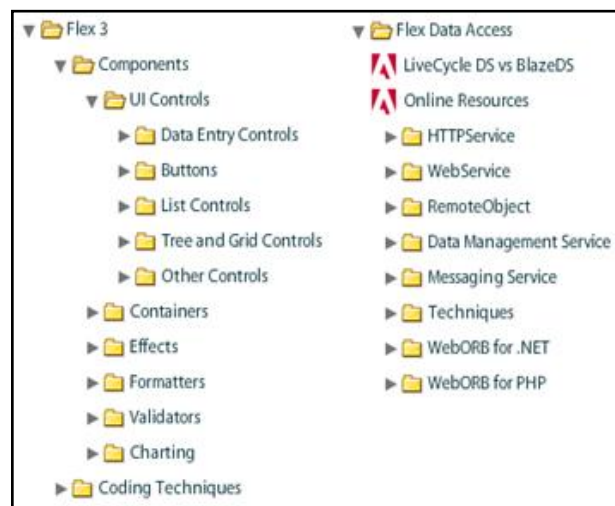 Flex 3
Components
UI Controls
Data Entry Controls
Buttons
List Controls
Tree and Grid Controls
Other Controls
Containers
Effects
Formatters
Validators
Charting
Coding Techniques
Flex Data Access
LiveCycle DS vs BlazeDS
Online Resources
HTTPService
WebService
RemoteObject
Data Management Service
Messaging Service
Techniques
WebORB for .NET
WebORB for PHP